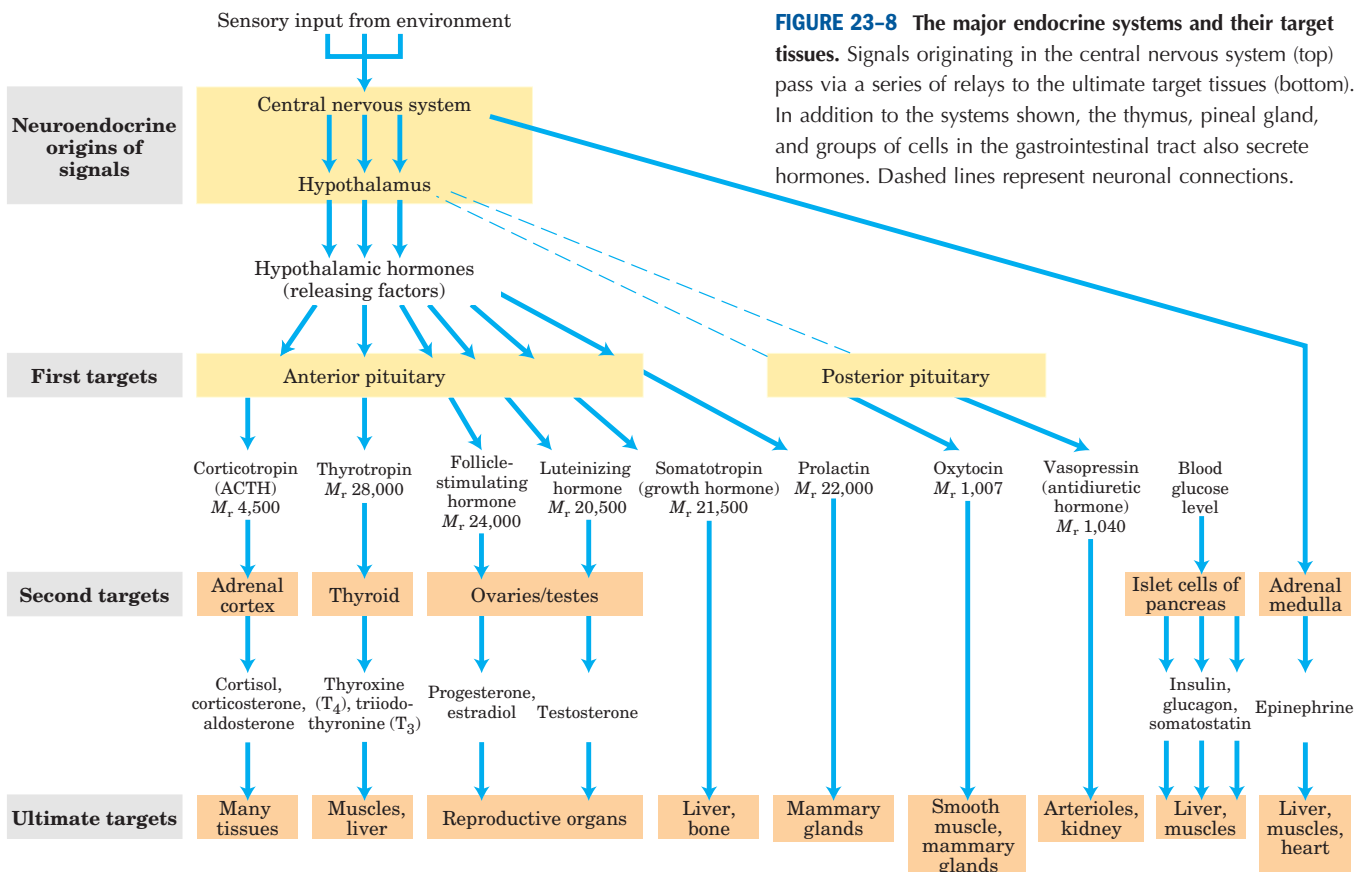 Sensory input from environment
FIGURE 23–8 The major endocrine systems and their target
tissues. Signals originating in the central nervous system (top)
pass via a series of relays to the ultimate target tissues (bottom).
In addition to the systems shown, the thymus, pineal gland,
and groups of cells in the gastrointestinal tract also secrete
hormones. Dashed lines represent neuronal connections.
Neuroendocrine
origins of
signals
Central nervous system
Hypothalamus
Hypothalamic hormones
(releasing factors)
First targets
Anterior pituitary
Posterior pituitary
Corticotropin
(ACTH)
Mr 4,500
Thyrotropin
Mr 28,000
Follicle-
stimulating
hormone
Mr 24,000
Luteinizing
hormone
Mr 20,500
Somatotropin
(growth hormone)
Mr 21,500
Prolactin
Mr 22,000
Oxytocin
Mr 1,007
Vasopressin
(antidiuretic
hormone)
Mr 1,040
Blood
glucose
level
Second targets
Adrenal
cortex
Thyroid
Ovaries/testes
Islet cells of
pancreas
Adrenal
medulla
Cortisol,
corticosterone,
aldosterone
Thyroxine
(T4), triiodo-
thyronine (T3)
Progesterone,
estradiol
Testosterone
Insulin,
glucagon,
somatostatin
Epinephrine
Ultimate targets
Many
tissues
Muscles,
liver
Reproductive organs
Liver,
bone
Mammary
glands
Smooth
muscle,
mammary
glands
Arterioles,
kidney
Liver,
muscles
Liver,
muscles,
heart